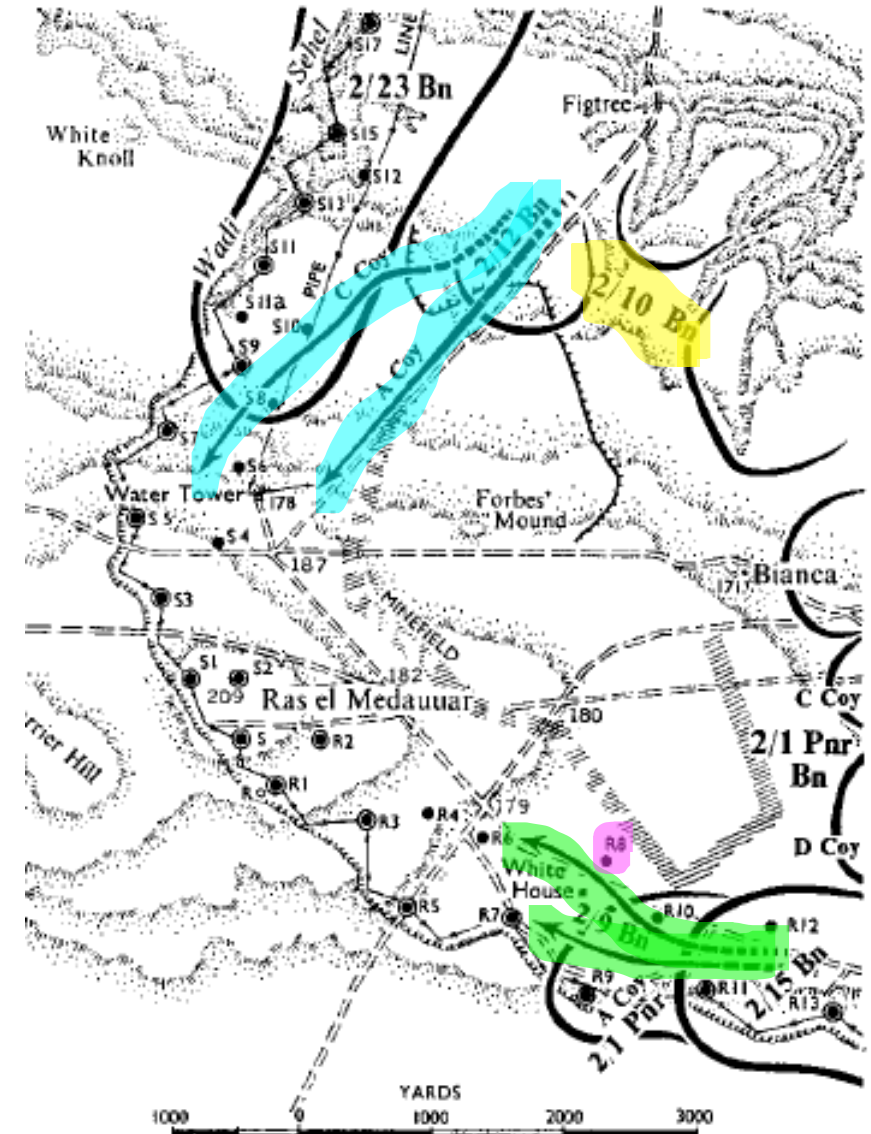 S17
LINE
Sehel
2/23 Bn
Figtree
White
Knoll
S15
S12
S13
2/12 Bn
Wadi
S11
C Coy
PIPE
2/10 Bn
S11a
S10
S9
A Coy
S8
S7
S6
Water Tower
178
Forbes'
Mound
S5
S4
187
171
Bianca
S3
MINEFIELD
S1
S2
182
209
Ras el Medauuar
C Coy
180
2/1 Pnr
Bn
S
R2
rrier Hill
Ro
R1
179
R3
R4
R6
R8
D Coy
White
House
R5
R7
2/9 Bn
R10
R12
R9
A Coy
2/1 Pnr
R11
2/15 Bn
R13
YARDS
1000 0 1000 2000 3000